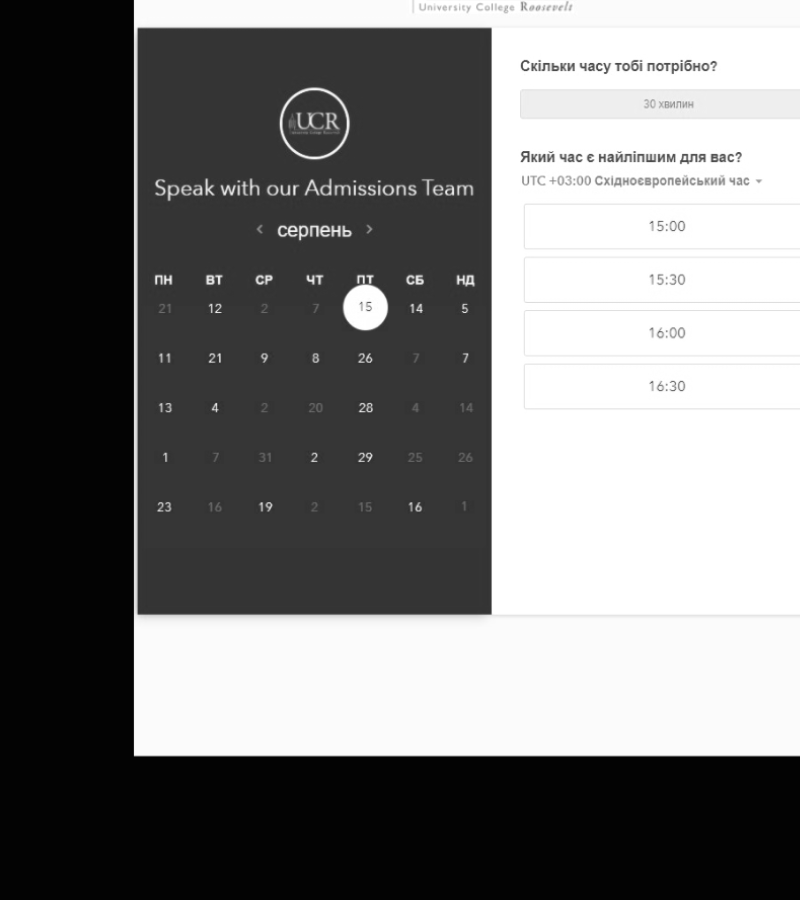 University College Roosevelt
UCR
Speak with our Admissions Team
‹ серпень ›
ПН ВТ СР ЧТ ПТ СБ НД
21 12 2 7 15 14 5
11 21 9 8 26 7 7
13 4 2 20 28 4 14
1 7 31 2 29 25 26
23 16 19 2 15 16 1
Скільки часу тобі потрібно?
30 хвилин
Який час є найліпшим для вас?
UTC +03:00 Східноєвропейський час
15:00
15:30
16:00
16:30